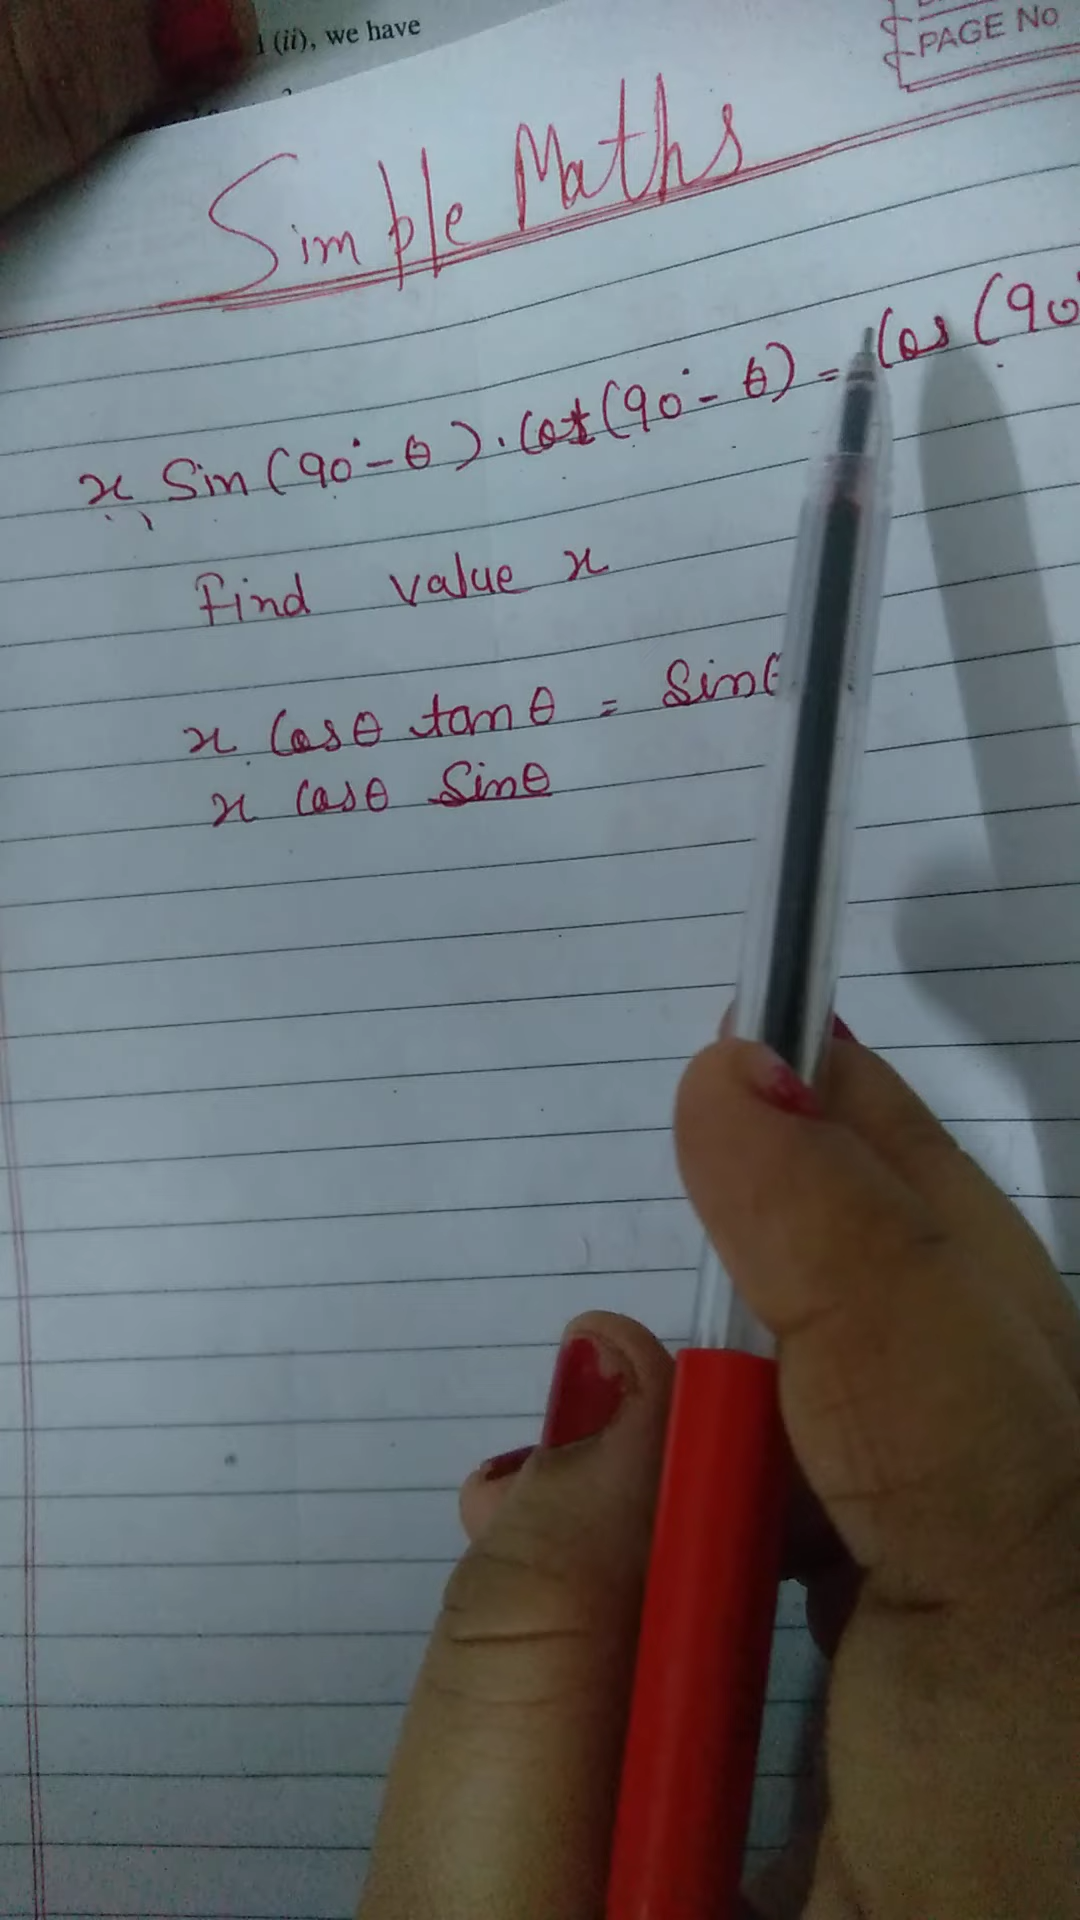 (ii), we have
PAGE No
Simple Maths
x Sin (90°-θ) . Cot (90°-θ) = Cos (90°
Find value x
x Cosθ tanθ = Sinθ
x Cosθ Sinθ